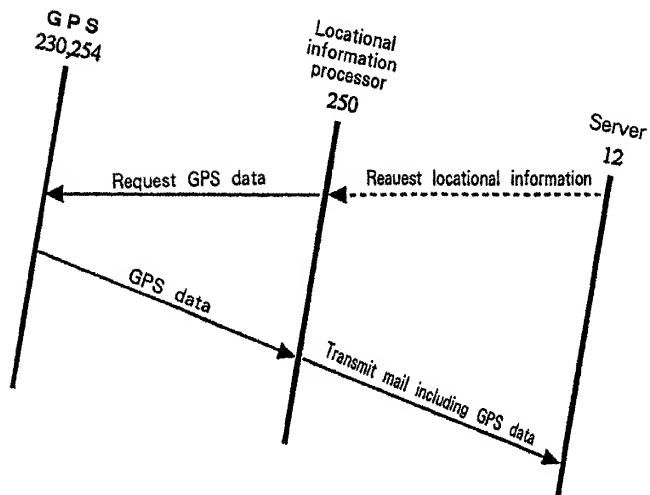 GPS
230,254
Locational
information
processor
250
Server
12
Request GPS data
Reauest locational information
GPS data
Transmit mail including GPS data